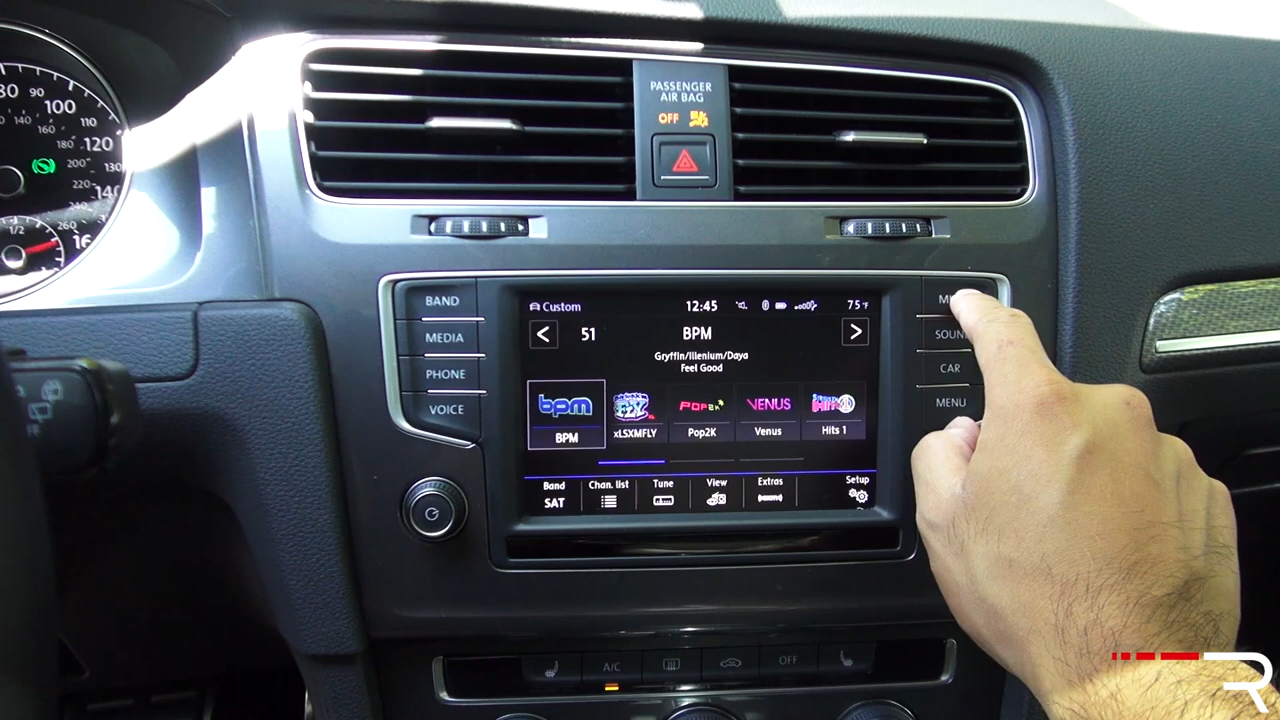 80
90
100
110
120
130
140
160
180
200
220
240
260
1/2
PASSENGER
AIR BAG
OFF
BAND
MEDIA
PHONE
VOICE
Custom
12:45
75°F
51
BPM
Gryffin/Illenium/Daya
Feel Good
bpm
POP2K
VENUS
BPM
xLSXMFLY
Pop2K
Venus
Hits 1
Band
SAT
Chan. list
Tune
View
Extras
Setup
CAR
MENU
A/C
OFF